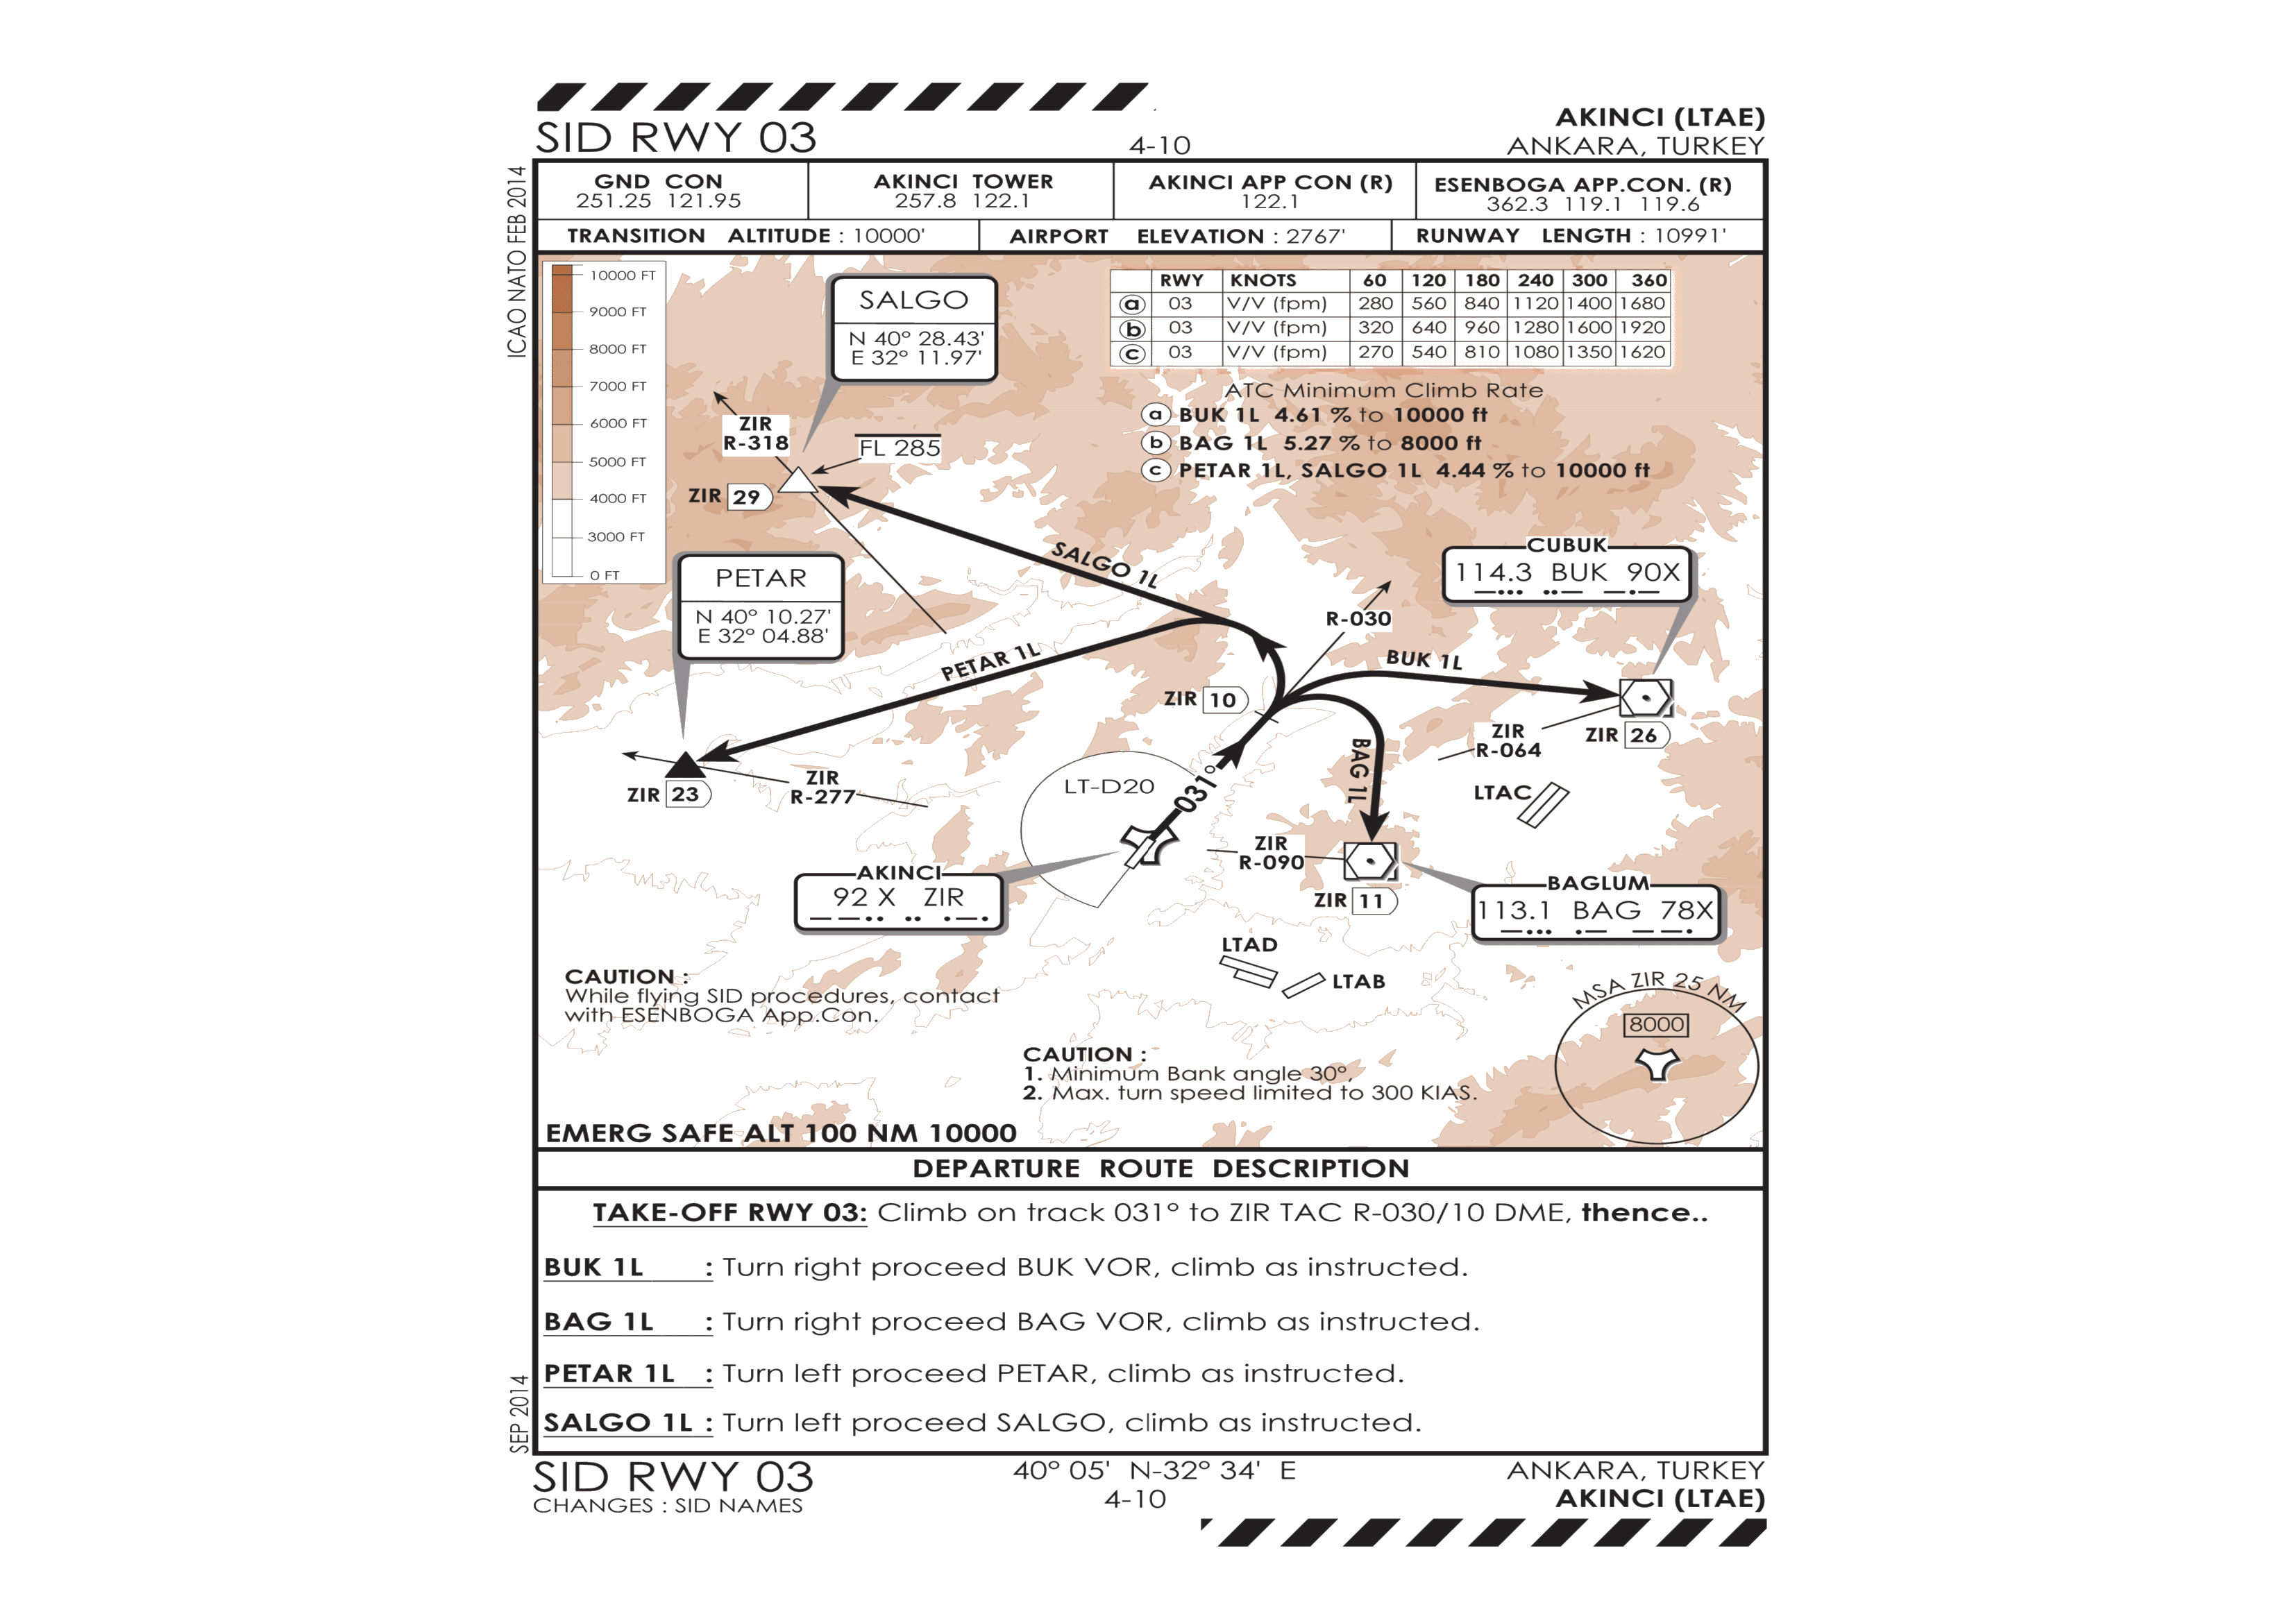 SID RWY 03
4-10
AKINCI (LTAE)
ANKARA, TURKEY
ICAO NATO FEB 2014
GND CON
251.25 121.95
AKINCI TOWER
257.8 122.1
AKINCI APP CON (R)
122.1
ESENBOGA APP.CON. (R)
362.3 119.1 119.6
TRANSITION ALTITUDE : 10000'
AIRPORT ELEVATION : 2767'
RUNWAY LENGTH : 10991'
10000 FT
9000 FT
8000 FT
7000 FT
6000 FT
5000 FT
4000 FT
3000 FT
0 FT
SALGO
N 40° 28.43'
E 32° 11.97'
RWY KNOTS 60 120 180 240 300 360
a 03 V/V (fpm) 280 560 840 1120 1400 1680
b 03 V/V (fpm) 320 640 960 1280 1600 1920
c 03 V/V (fpm) 270 540 810 1080 1350 1620
ATC Minimum Climb Rate
a BUK 1L 4.61 % to 10000 ft
b BAG 1L 5.27 % to 8000 ft
c PETAR 1L, SALGO 1L 4.44 % to 10000 ft
ZIR
R-318
FL 285
ZIR 29
SALGO 1L
CUBUK
114.3 BUK 90X
PETAR
N 40° 10.27'
E 32° 04.88'
R-030
PETAR 1L
BUK 1L
ZIR 10
ZIR
R-064
ZIR 26
BAG 1L
ZIR
R-277
ZIR 23
LT-D20
031°
LTAC
ZIR
R-090
AKINCI
92 X ZIR
ZIR 11
BAGLUM
113.1 BAG 78X
LTAD
LTAB
CAUTION :
While flying SID procedures, contact
with ESENBOGA App.Con.
MSA ZIR 25 NM
8000
CAUTION :
1. Minimum Bank angle 30°,
2. Max. turn speed limited to 300 KIAS.
EMERG SAFE ALT 100 NM 10000
DEPARTURE ROUTE DESCRIPTION
TAKE-OFF RWY 03: Climb on track 031° to ZIR TAC R-030/10 DME, thence..
BUK 1L : Turn right proceed BUK VOR, climb as instructed.
BAG 1L : Turn right proceed BAG VOR, climb as instructed.
PETAR 1L : Turn left proceed PETAR, climb as instructed.
SALGO 1L : Turn left proceed SALGO, climb as instructed.
SEP 2014
SID RWY 03
CHANGES : SID NAMES
40° 05' N-32° 34' E
4-10
ANKARA, TURKEY
AKINCI (LTAE)